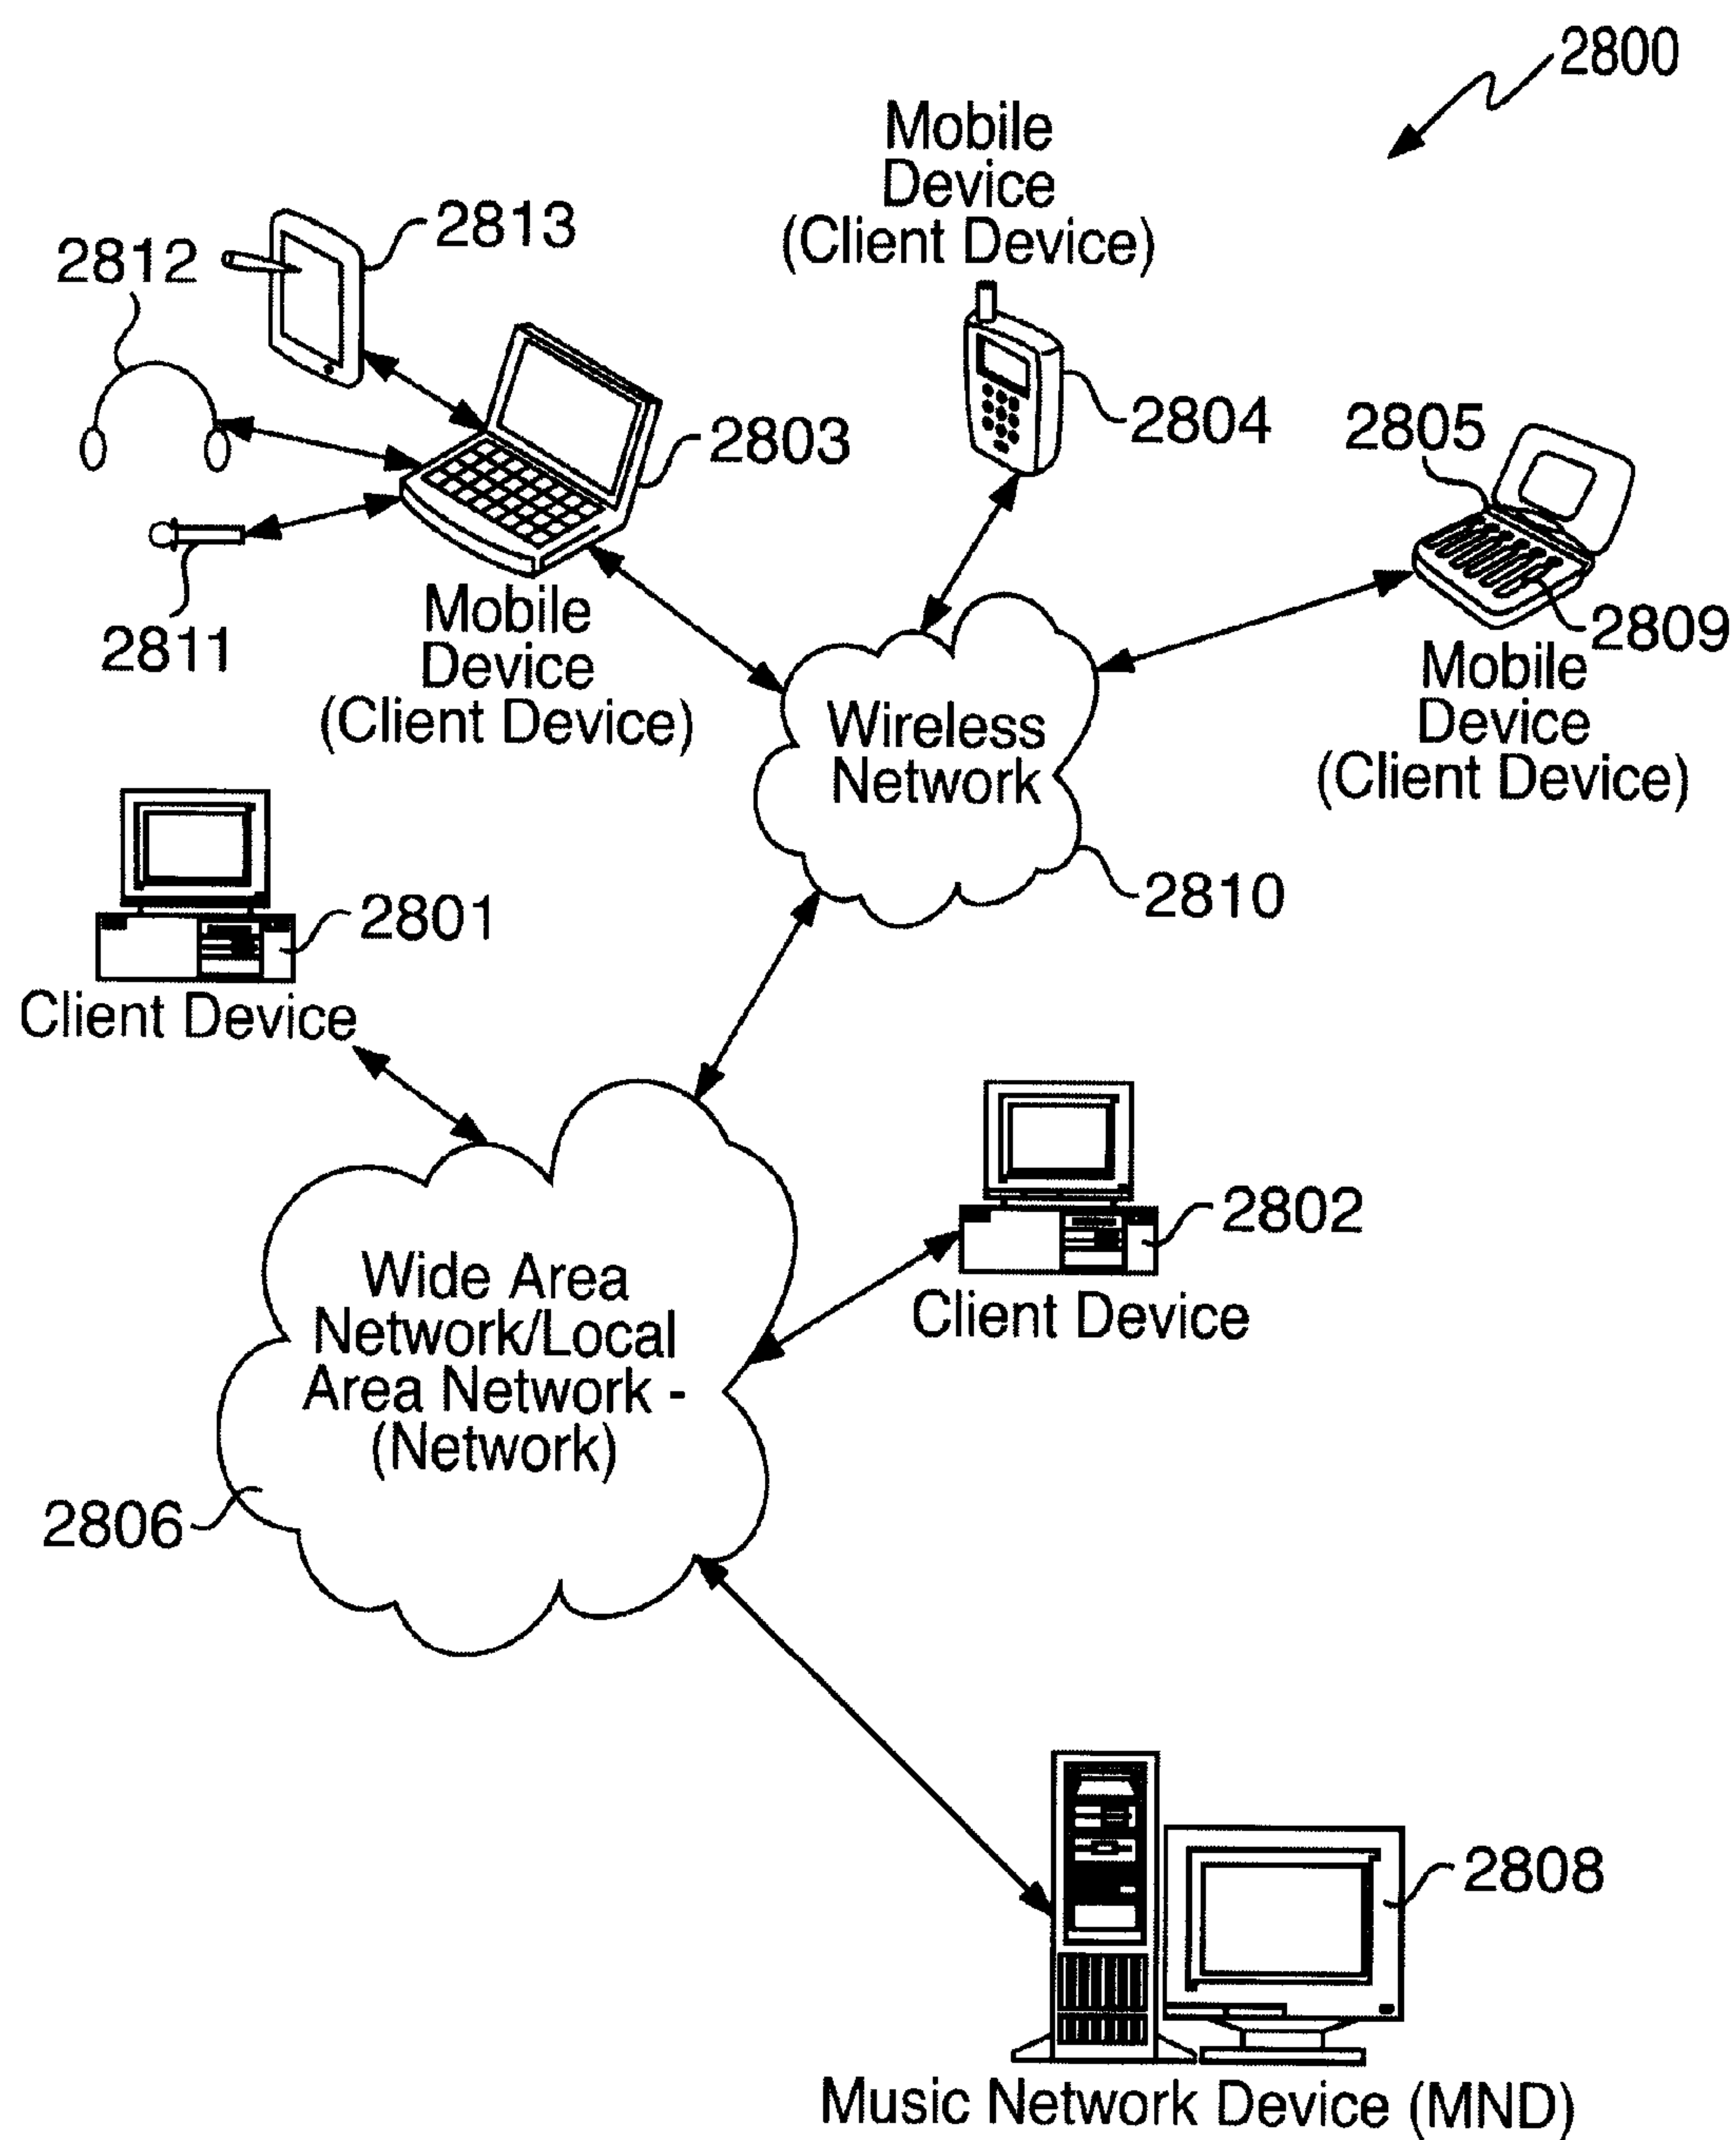 2800
Mobile
Device
(Client Device)
2813
2812
2804
2803
2805
2811
2809
Mobile
Device
(Client Device)
Mobile
Device
(Client Device)
Wireless
Network
2810
2801
Client Device
2802
Client Device
Wide Area
Network/Local
Area Network -
(Network)
2806
2808
Music Network Device (MND)